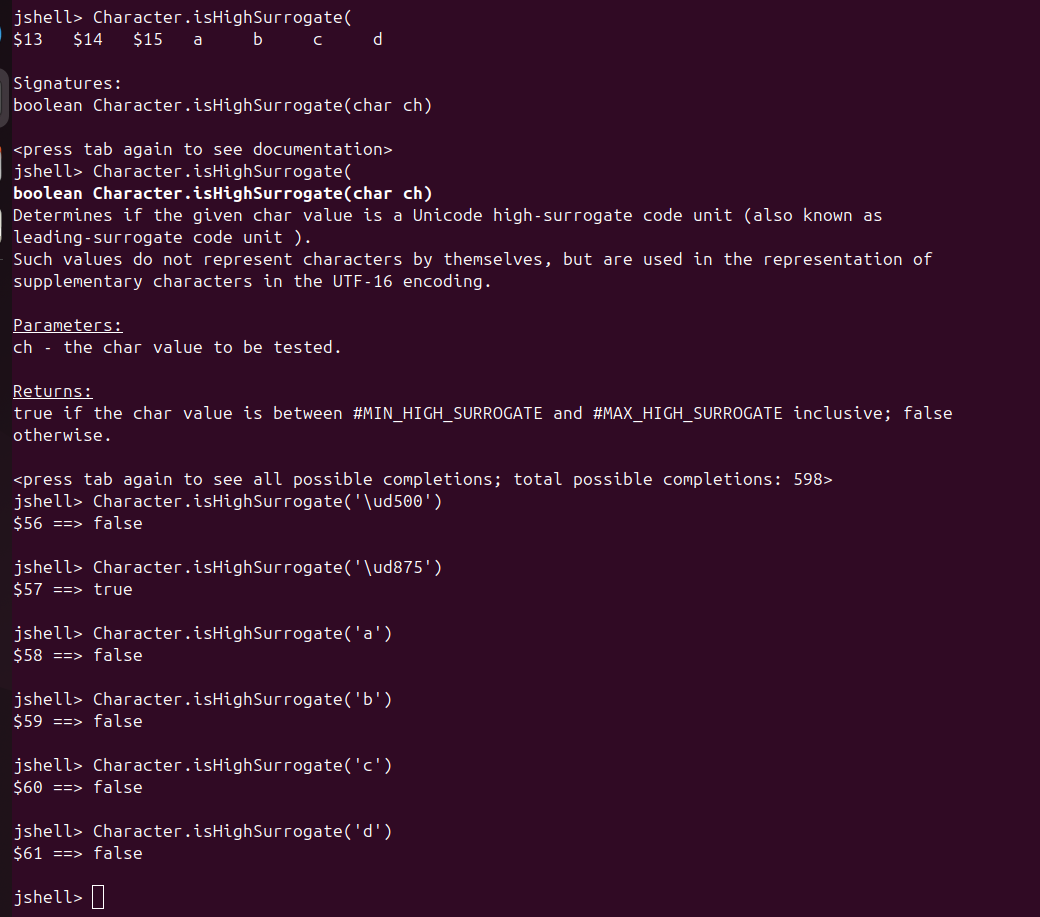 jshell> Character.isHighSurrogate(
$13   $14   $15   a     b     c     d
Signatures:
boolean Character.isHighSurrogate(char ch)
<press tab again to see documentation>
jshell> Character.isHighSurrogate(
boolean Character.isHighSurrogate(char ch)
Determines if the given char value is a Unicode high-surrogate code unit (also known as
leading-surrogate code unit ).
Such values do not represent characters by themselves, but are used in the representation of
supplementary characters in the UTF-16 encoding.
Parameters:
ch - the char value to be tested.
Returns:
true if the char value is between #MIN_HIGH_SURROGATE and #MAX_HIGH_SURROGATE inclusive; false
otherwise.
<press tab again to see all possible completions; total possible completions: 598>
jshell> Character.isHighSurrogate('\ud500')
$56 ==> false
jshell> Character.isHighSurrogate('\ud875')
$57 ==> true
jshell> Character.isHighSurrogate('a')
$58 ==> false
jshell> Character.isHighSurrogate('b')
$59 ==> false
jshell> Character.isHighSurrogate('c')
$60 ==> false
jshell> Character.isHighSurrogate('d')
$61 ==> false
jshell>